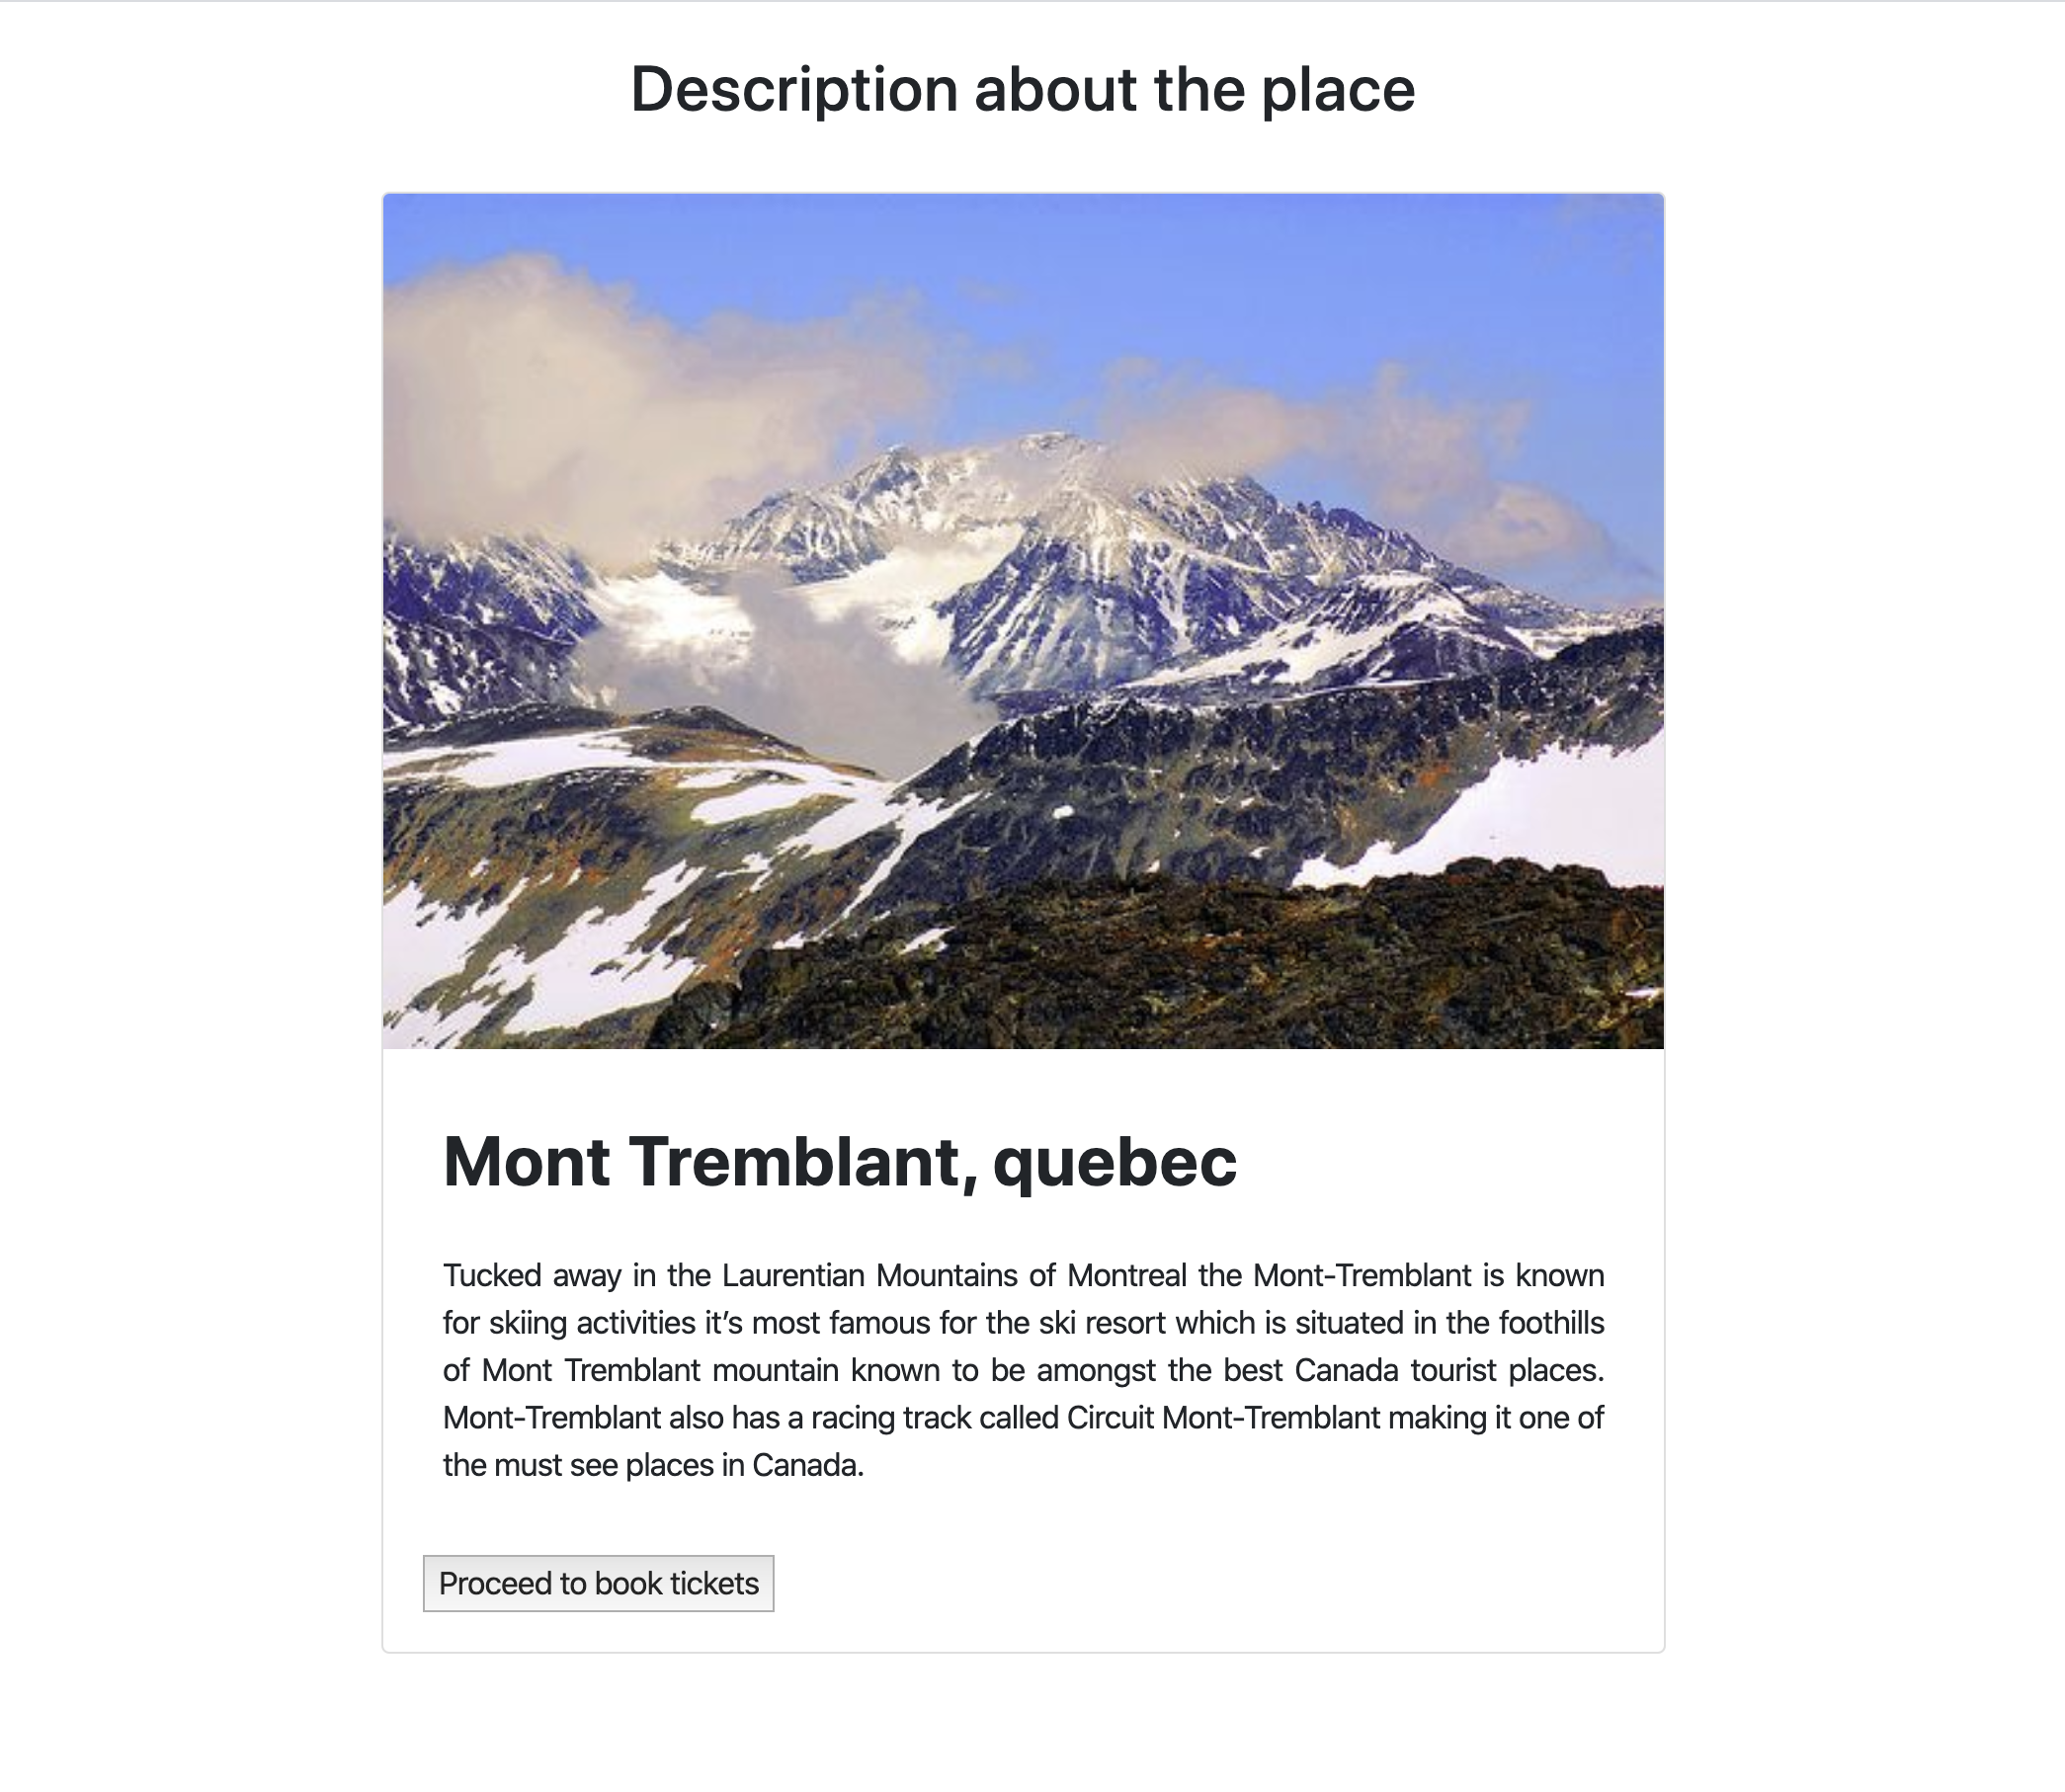 Description about the place
Mont Tremblant, quebec
Tucked away in the Laurentian Mountains of Montreal the Mont-Tremblant is known
for skiing activities it’s most famous for the ski resort which is situated in the foothills
of Mont Tremblant mountain known to be amongst the best Canada tourist places.
Mont-Tremblant also has a racing track called Circuit Mont-Tremblant making it one of
the must see places in Canada.
Proceed to book tickets